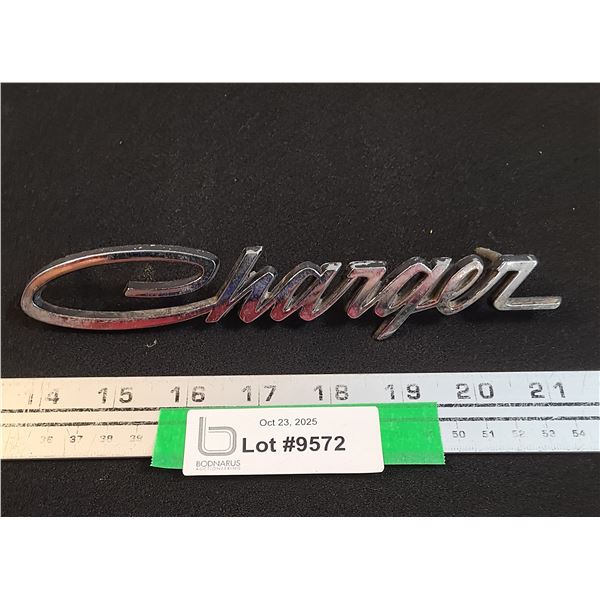 Charger
14 15 16 17 18 19 20 21
36 37 38 39 50 51 52 53 54
Oct 23, 2025
Lot #9572
BODNARUS
AUCTIONEERING